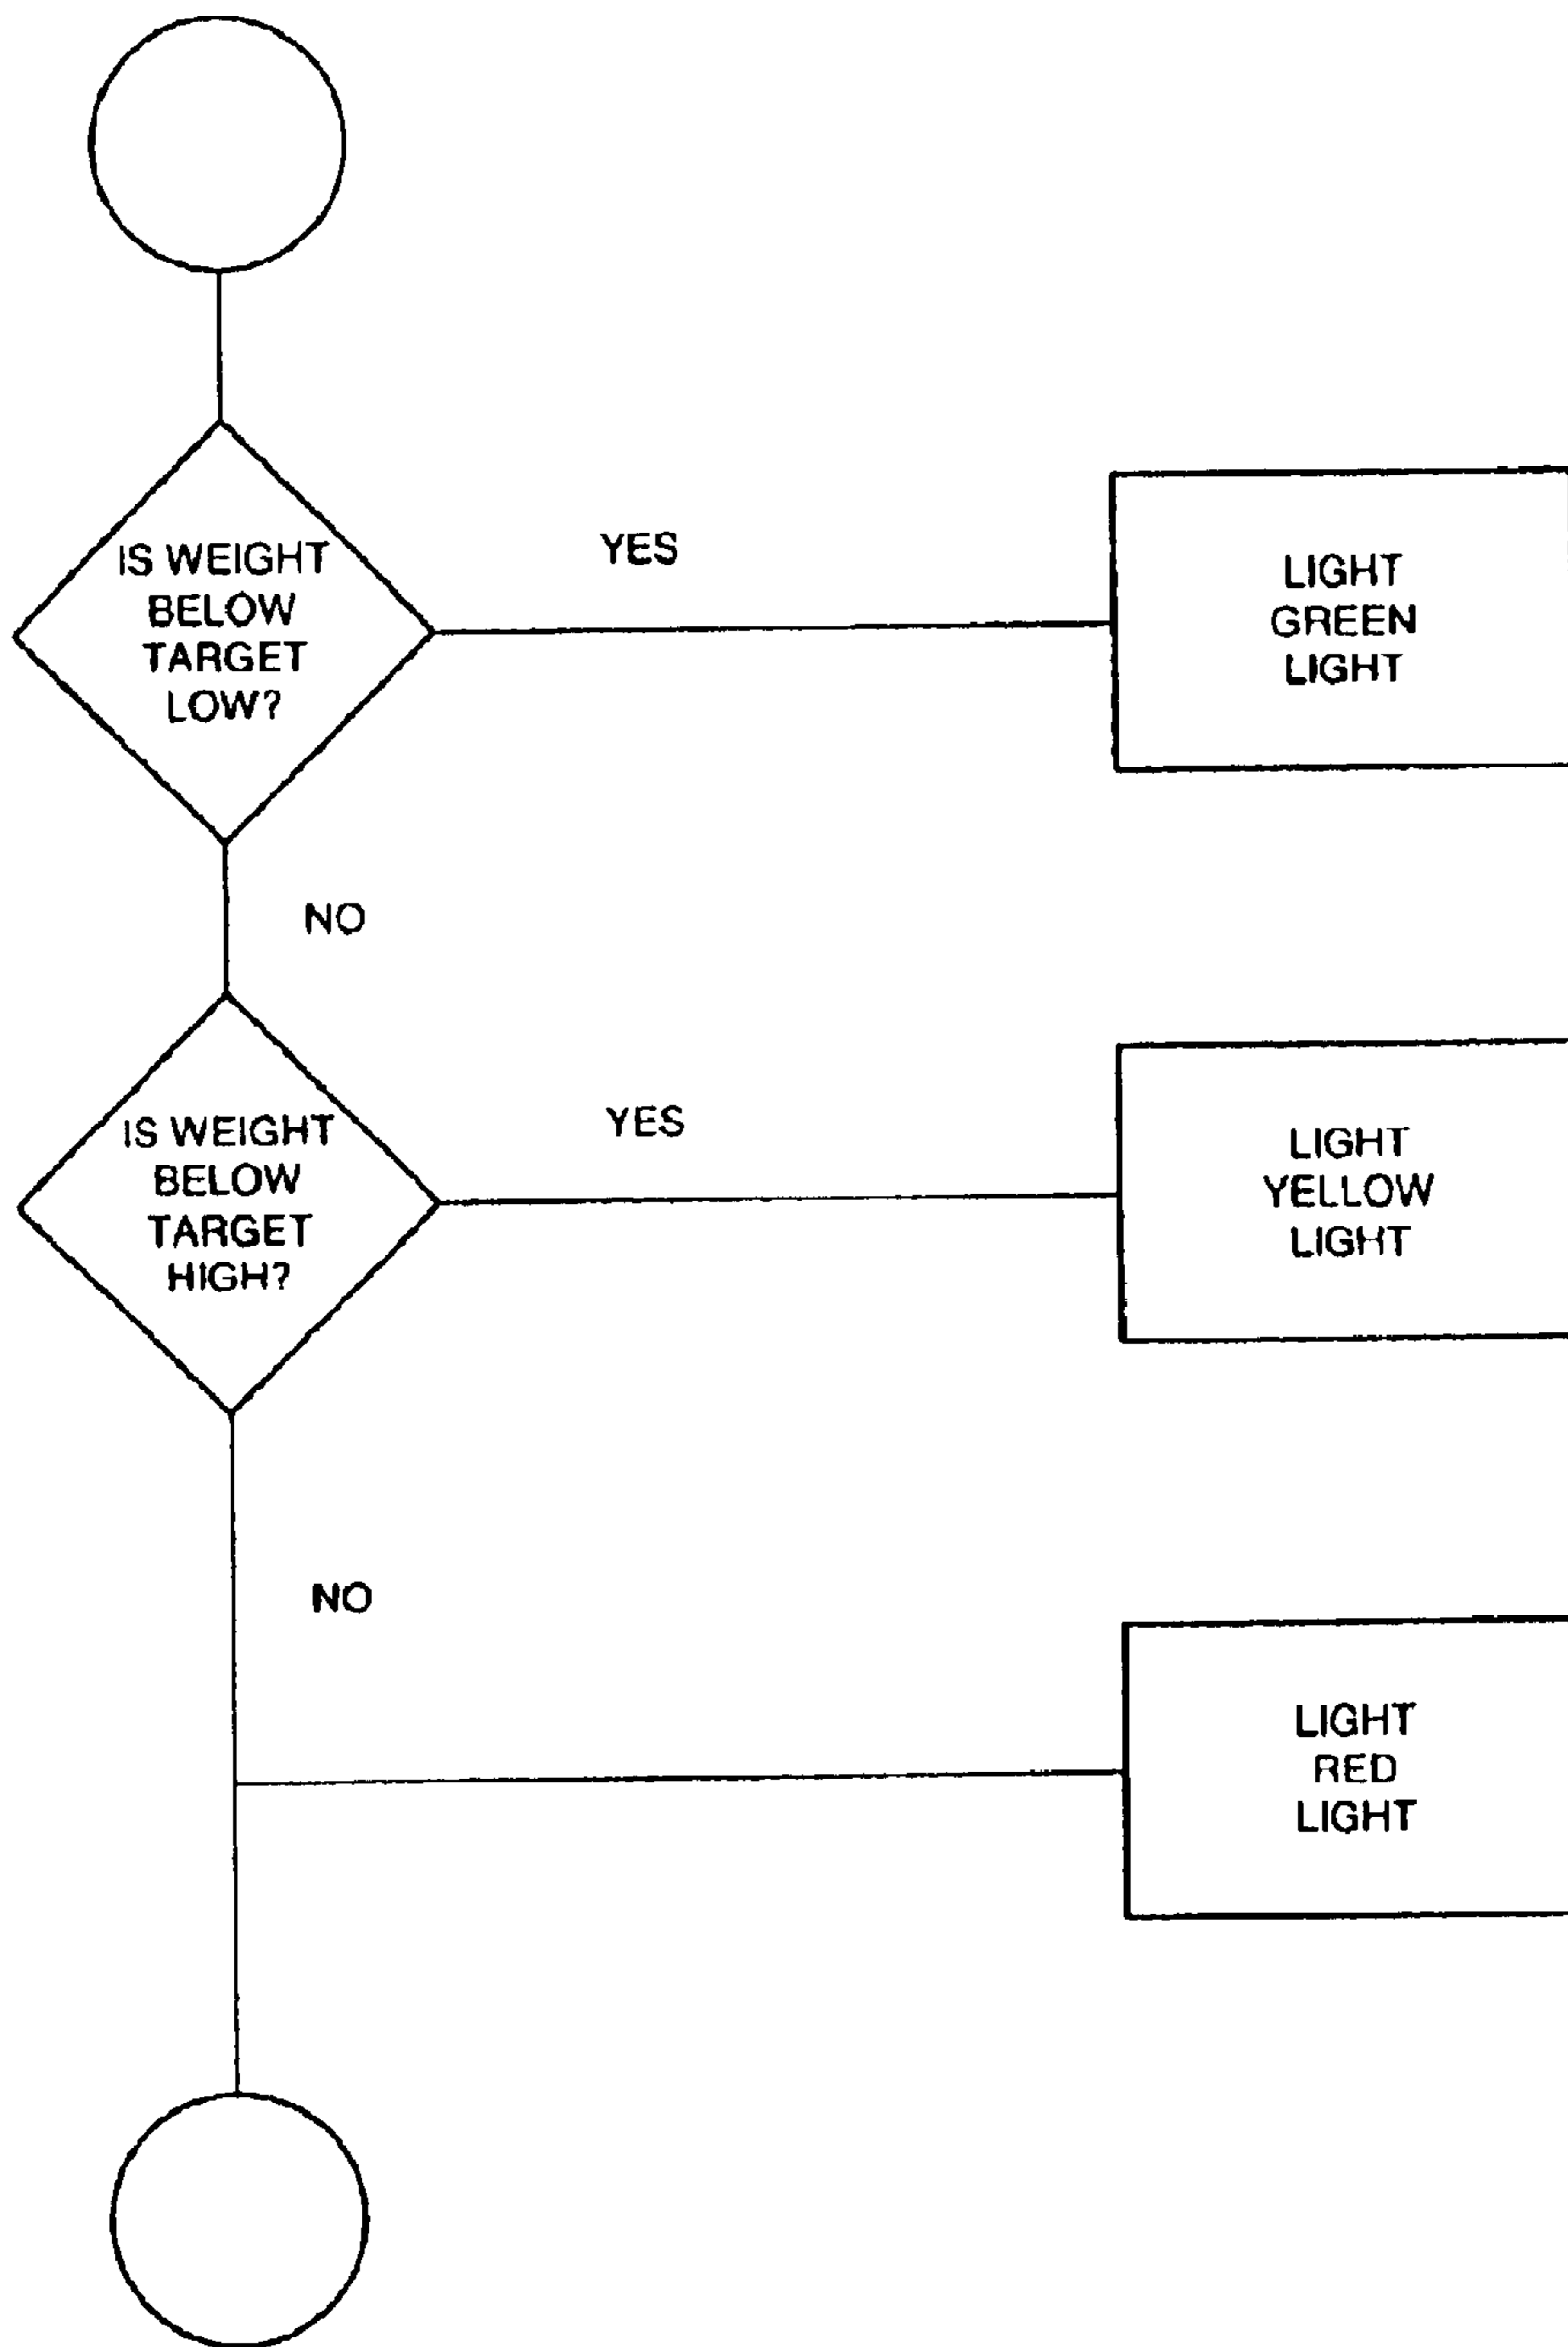 IS WEIGHT
BELOW
TARGET
LOW?
YES
LIGHT
GREEN
LIGHT
NO
IS WEIGHT
BELOW
TARGET
HIGH?
YES
LIGHT
YELLOW
LIGHT
NO
LIGHT
RED
LIGHT